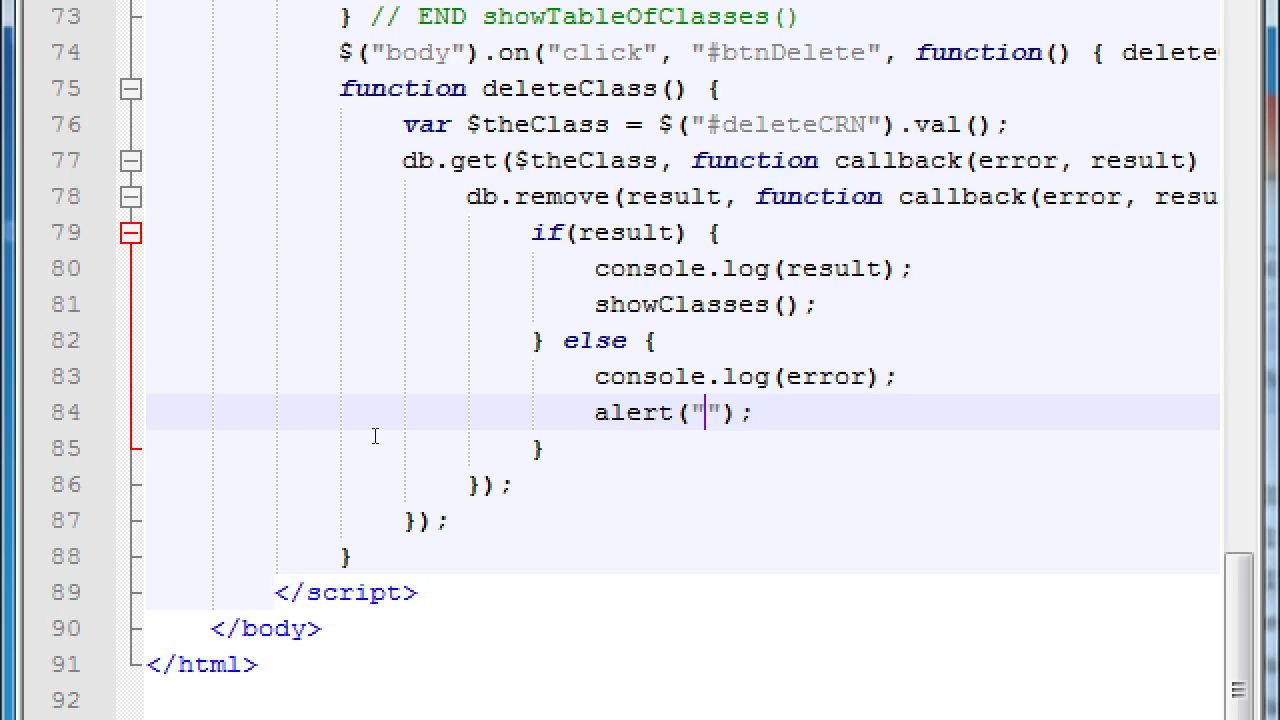 73 } // END showTableOfClasses()
74 $("body").on("click", "#btnDelete", function() { delete
75 function deleteClass() {
76 var $theClass = $("#deleteCRN").val();
77 db.get($theClass, function callback(error, result)
78 db.remove(result, function callback(error, resu
79 if(result) {
80 console.log(result);
81 showClasses();
82 } else {
83 console.log(error);
84 alert("");
85 }
86 });
87 });
88 }
89 </script>
90 </body>
91 </html>
92